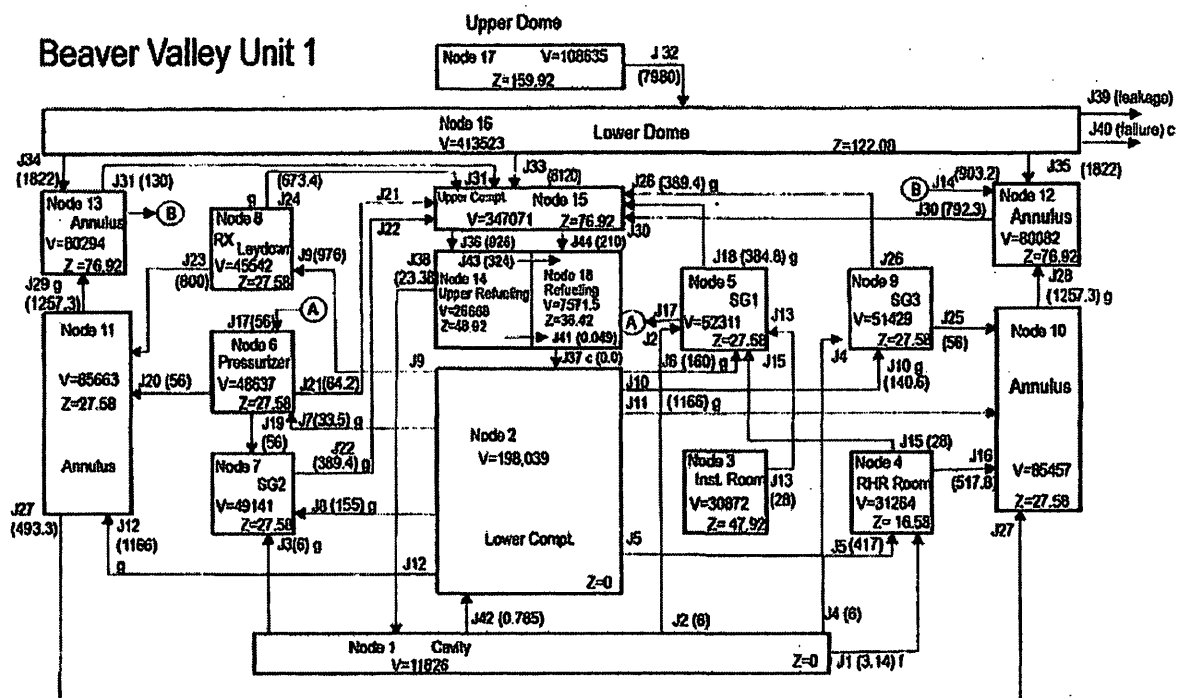 Upper Dome
Beaver Valley Unit 1
Node 17 V=108635
Z=159.92
J32
(7980)
Node 16
V=413523
Lower Dome
Z=122.00
J39 (leakage)
J40 (failure) c
J34
(1822)
J31 (130)
(673.4)
J24
g
J31
J33
(8120)
J26 (389.4) g
B
J14
(903.2)
J35
(1822)
Node 13
Annulus
V=80294
Z=76.92
B
Node 8
RX
V=45542
Z=27.58
J21
J22
Upper Compt. Node 15
V=347071
Z=76.92
J30
J30 (792.3)
Node 12
Annulus
V=80082
Z=76.92
J29 g
(1257.3)
J23
(600)
J9(976)
J38
(23.38)
J36 (926)
J44 (210)
J43 (324)
Node 14
Upper Refueling
V=26668
Z=48.92
Node 18
Refueling
V=7571.5
Z=36.42
J41 (0.049)
J37 c (0.0)
J18 (384.8) g
Node 5
SG1
V=52311
Z=27.58
A
J17
J2
J13
J15
J26
Node 9
SG3
V=51429
Z=27.58
J25
(56)
J4
J10 g
(140.6)
J28
(1257.3) g
Node 11
V=85663
Z=27.58
Annulus
J17(56)
A
Node 6
Pressurizer
V=48637
Z=27.58
J20 (56)
J21(64.2)
J19
(56)
J7(33.5) g
J9
J6 (160) g
J10
J11
(1166) g
Node 10
Annulus
V=85457
Z=27.58
Node 7
SG2
V=49141
Z=27.58
J22
(389.4) g
J8 (155) g
J3(6) g
Node 2
V=198,039
Lower Compt.
Z=0
Node 3
Inst. Room
V=30872
Z= 47.92
J13
(28)
J15 (28)
Node 4
RHR Room
V=31264
Z= 16.58
J16
(517.8)
J27
(493.3)
J12
(1166)
g
J12
J5
J5 (417)
J27
J42 (0.785)
J2 (6)
J4 (6)
Node 1 Cavity
V=11826
Z=0
J1 (3.14) f